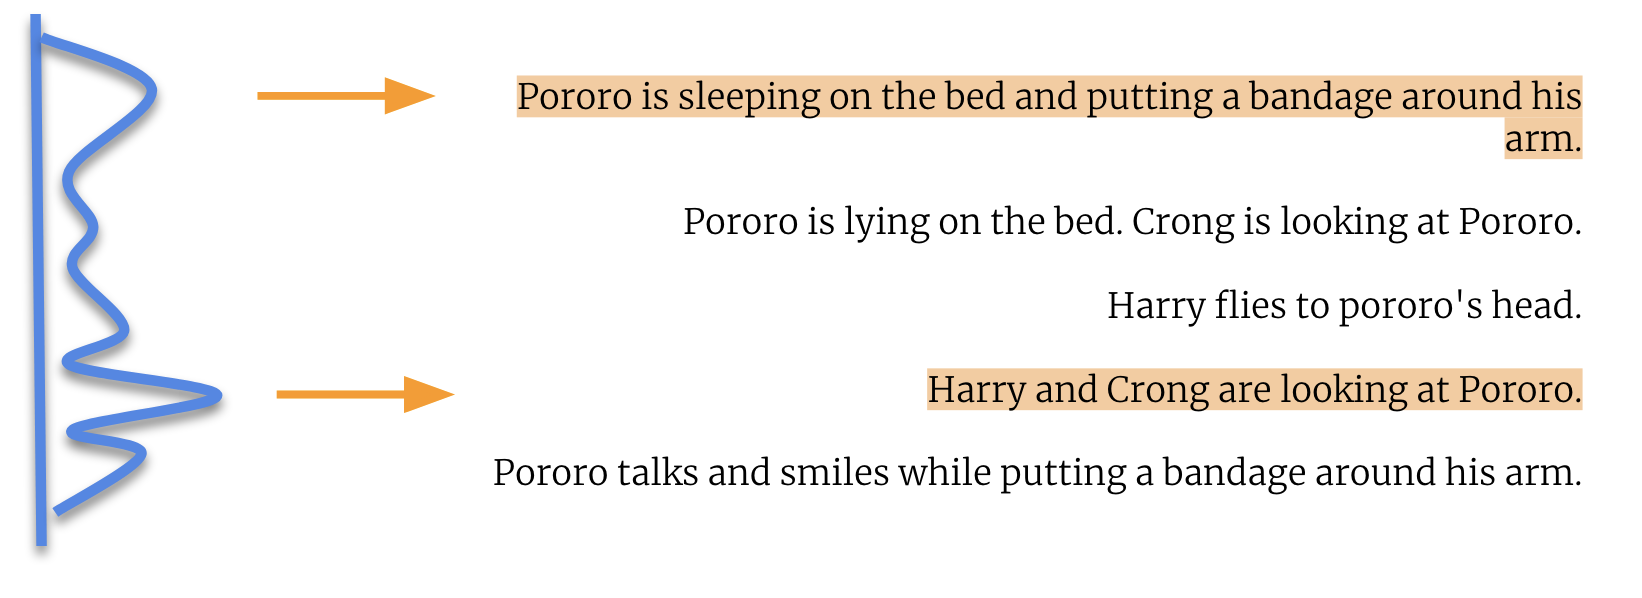 Pororo is sleeping on the bed and putting a bandage around his
arm.
Pororo is lying on the bed. Crong is looking at Pororo.
Harry flies to pororo's head.
Harry and Crong are looking at Pororo.
Pororo talks and smiles while putting a bandage around his arm.